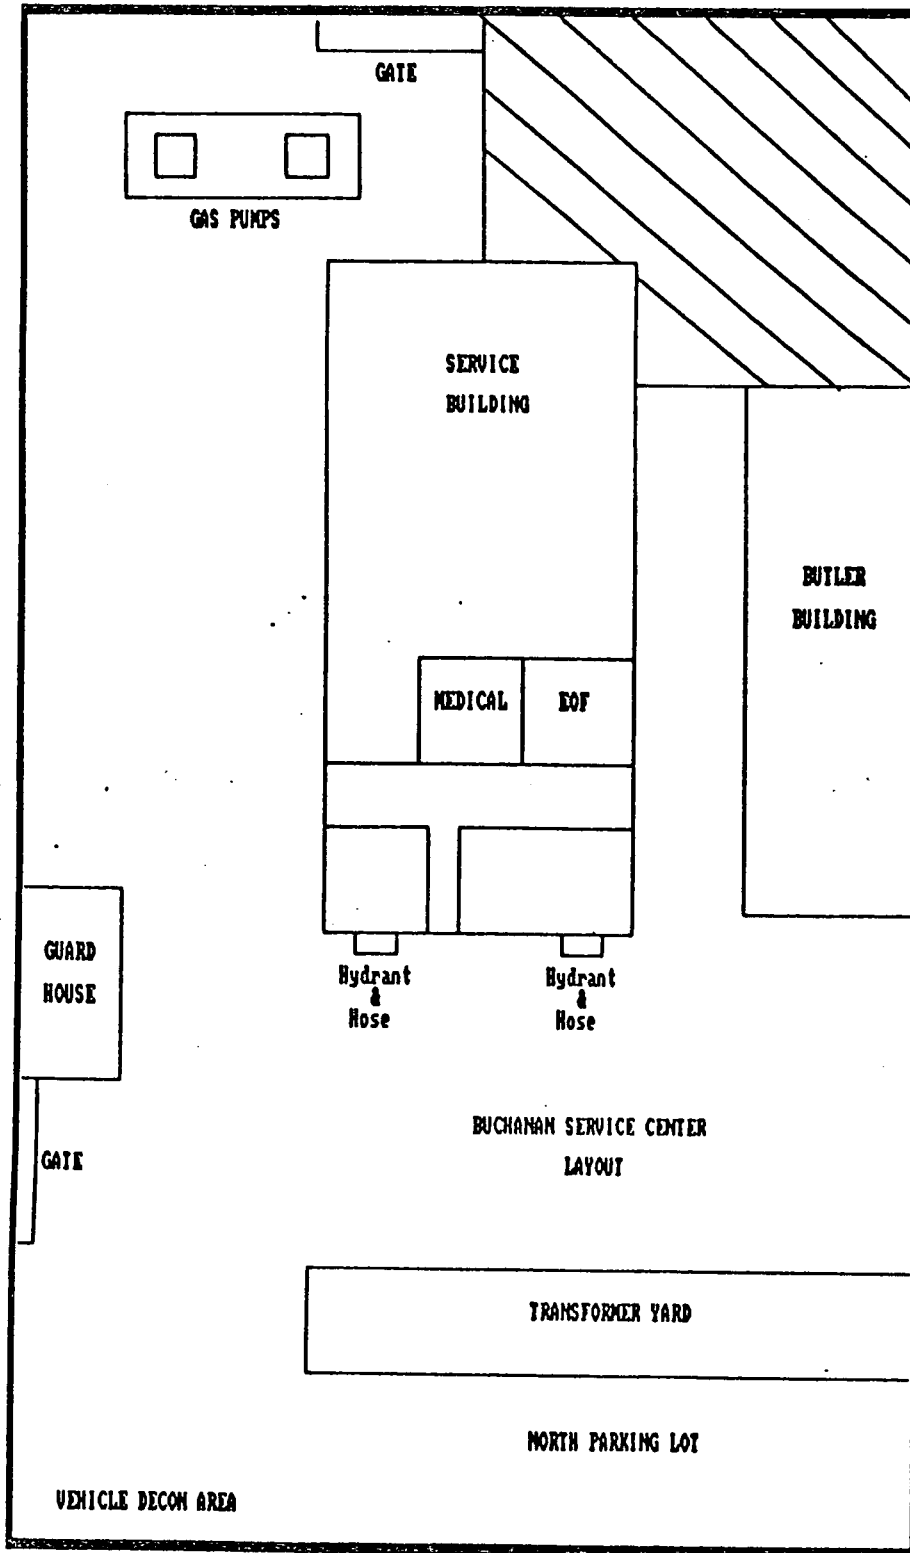 GATE
GAS PUMPS
SERVICE
BUILDING
BUTLER
BUILDING
MEDICAL
EOF
GUARD
HOUSE
Hydrant
&
Hose
Hydrant
&
Hose
BUCHANAN SERVICE CENTER
LAYOUT
GATE
TRANSFORMER YARD
NORTH PARKING LOT
VEHICLE DECON AREA